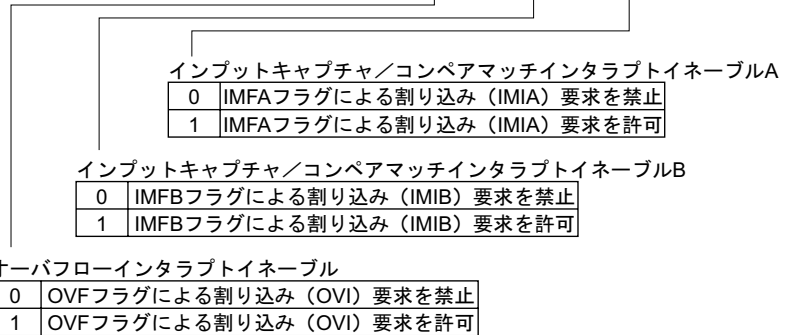 インプットキャプチャ／コンペアマッチインタラプトイネーブルA
0 IMFAフラグによる割り込み（IMIA）要求を禁止
1 IMFAフラグによる割り込み（IMIA）要求を許可
インプットキャプチャ／コンペアマッチインタラプトイネーブルB
0 IMFBフラグによる割り込み（IMIB）要求を禁止
1 IMFBフラグによる割り込み（IMIB）要求を許可
オーバフローインタラプトイネーブル
0 OVFフラグによる割り込み（OVI）要求を禁止
1 OVFフラグによる割り込み（OVI）要求を許可